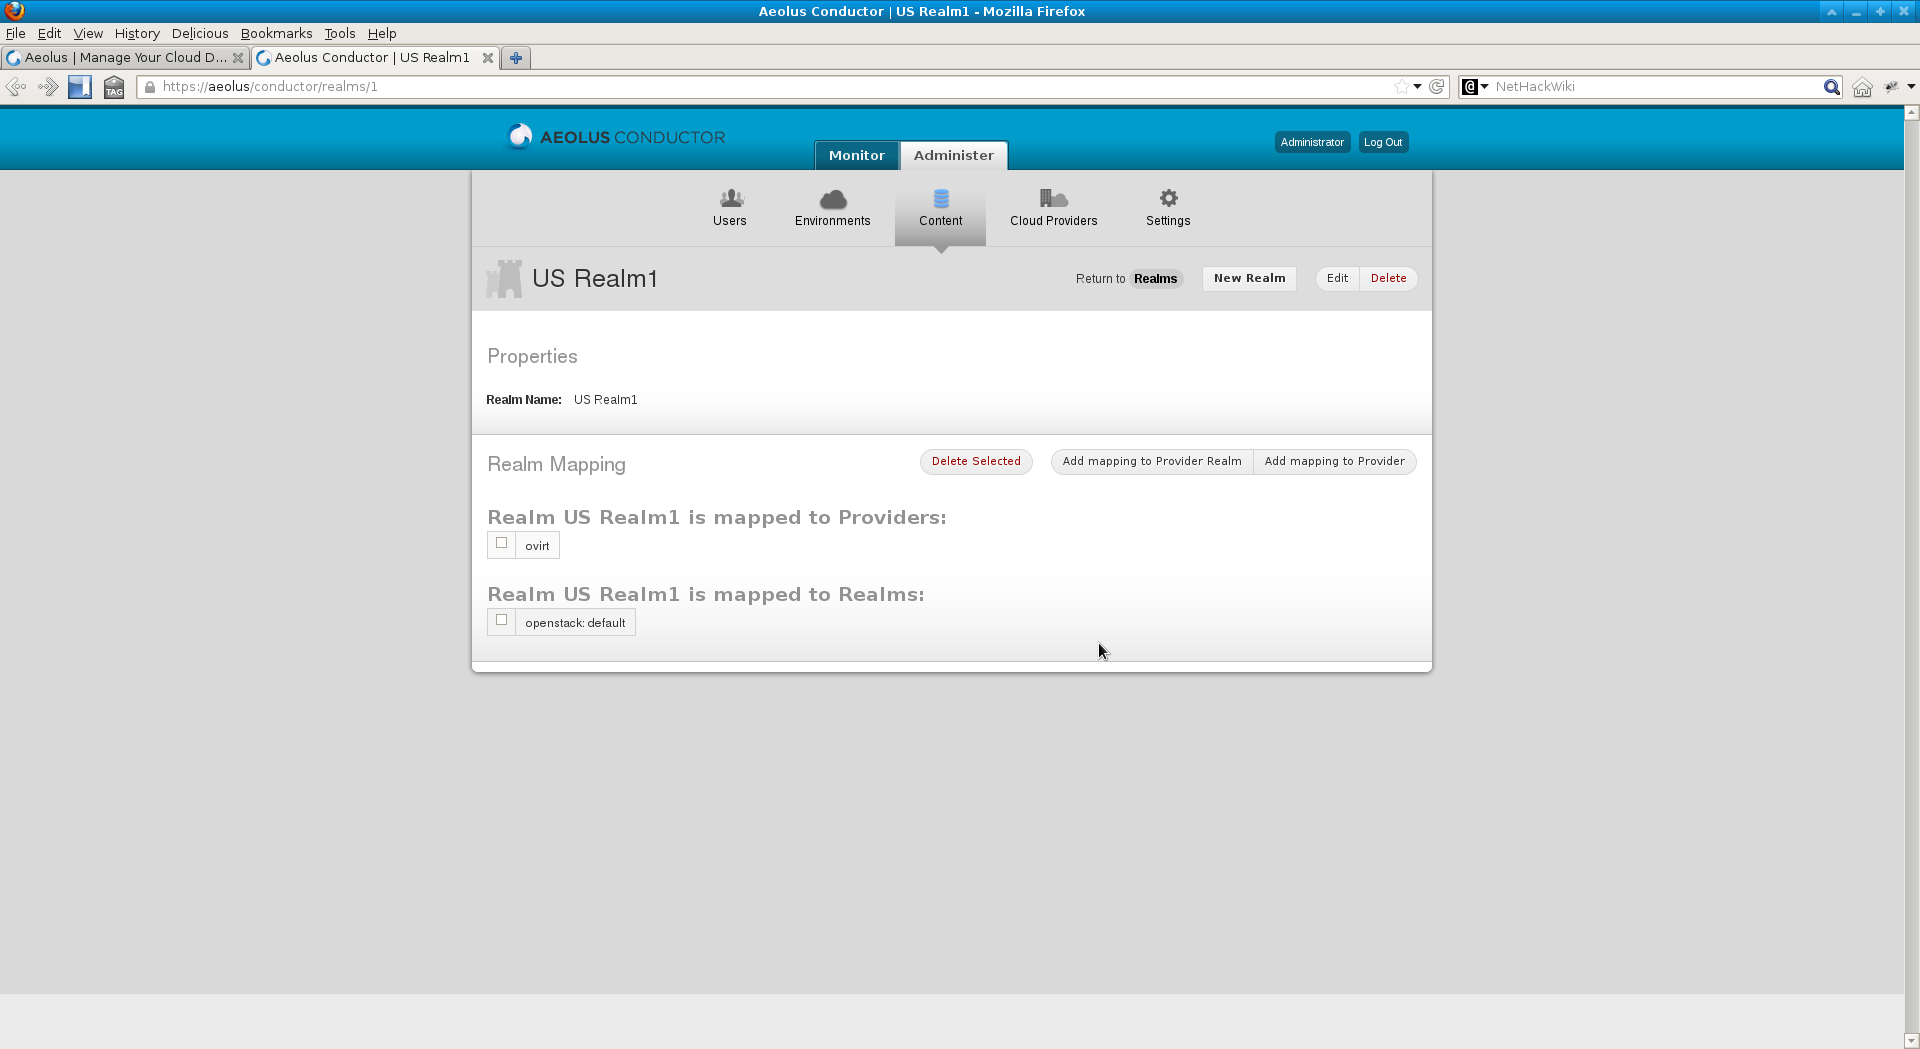 Aeolus Conductor | US Realm1 - Mozilla Firefox
File Edit View History Delicious Bookmarks Tools Help
Aeolus | Manage Your Cloud D... Aeolus Conductor | US Realm1
TAG https://aeolus/conductor/realms/1 @ NetHackWiki
AEOLUS CONDUCTOR Monitor Administer Administrator Log Out
Users Environments Content Cloud Providers Settings
US Realm1 Return to Realms New Realm Edit Delete
Properties
Realm Name: US Realm1
Realm Mapping Delete Selected Add mapping to Provider Realm Add mapping to Provider
Realm US Realm1 is mapped to Providers:
ovirt
Realm US Realm1 is mapped to Realms:
openstack: default